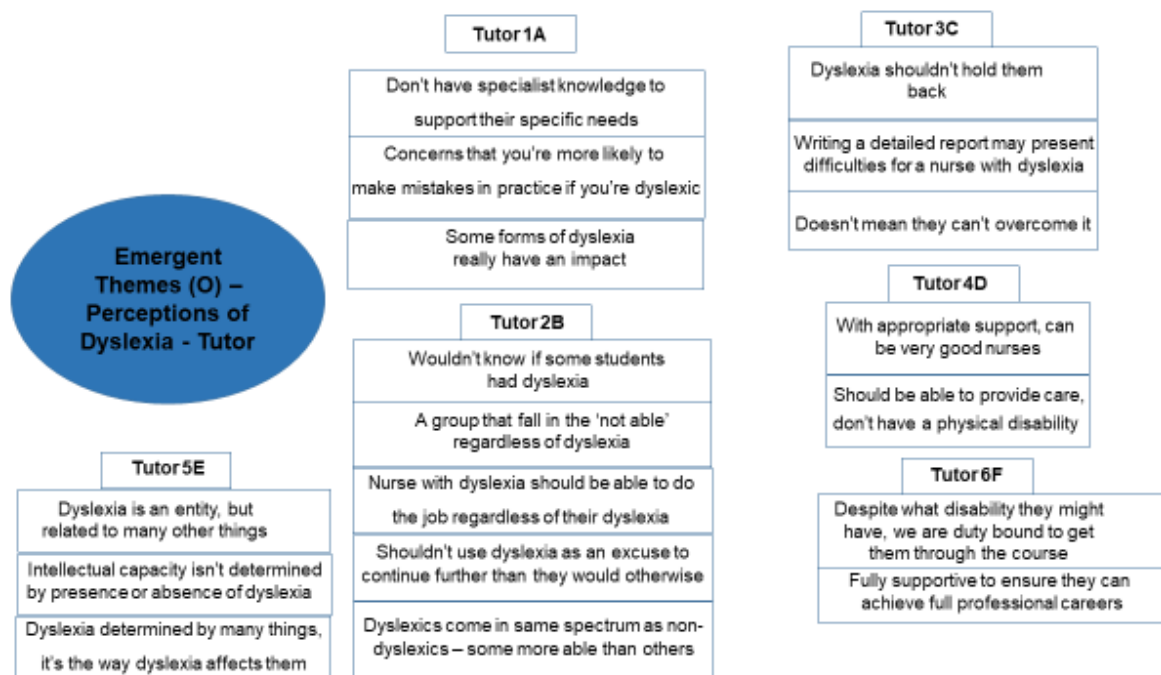 Emergent
Themes (O) –
Perceptions of
Dyslexia - Tutor
Tutor 1A
Don't have specialist knowledge to
support their specific needs
Concerns that you're more likely to
make mistakes in practice if you're dyslexic
Some forms of dyslexia
really have an impact
Tutor 2B
Wouldn't know if some students
had dyslexia
A group that fall in the 'not able'
regardless of dyslexia
Nurse with dyslexia should be able to do
the job regardless of their dyslexia
Shouldn't use dyslexia as an excuse to
continue further than they would otherwise
Dyslexics come in same spectrum as non-
dyslexics – some more able than others
Tutor 3C
Dyslexia shouldn't hold them
back
Writing a detailed report may present
difficulties for a nurse with dyslexia
Doesn't mean they can't overcome it
Tutor 4D
With appropriate support, can
be very good nurses
Should be able to provide care,
don't have a physical disability
Tutor 5E
Dyslexia is an entity, but
related to many other things
Intellectual capacity isn't determined
by presence or absence of dyslexia
Dyslexia determined by many things,
it's the way dyslexia affects them
Tutor 6F
Despite what disability they might
have, we are duty bound to get
them through the course
Fully supportive to ensure they can
achieve full professional careers